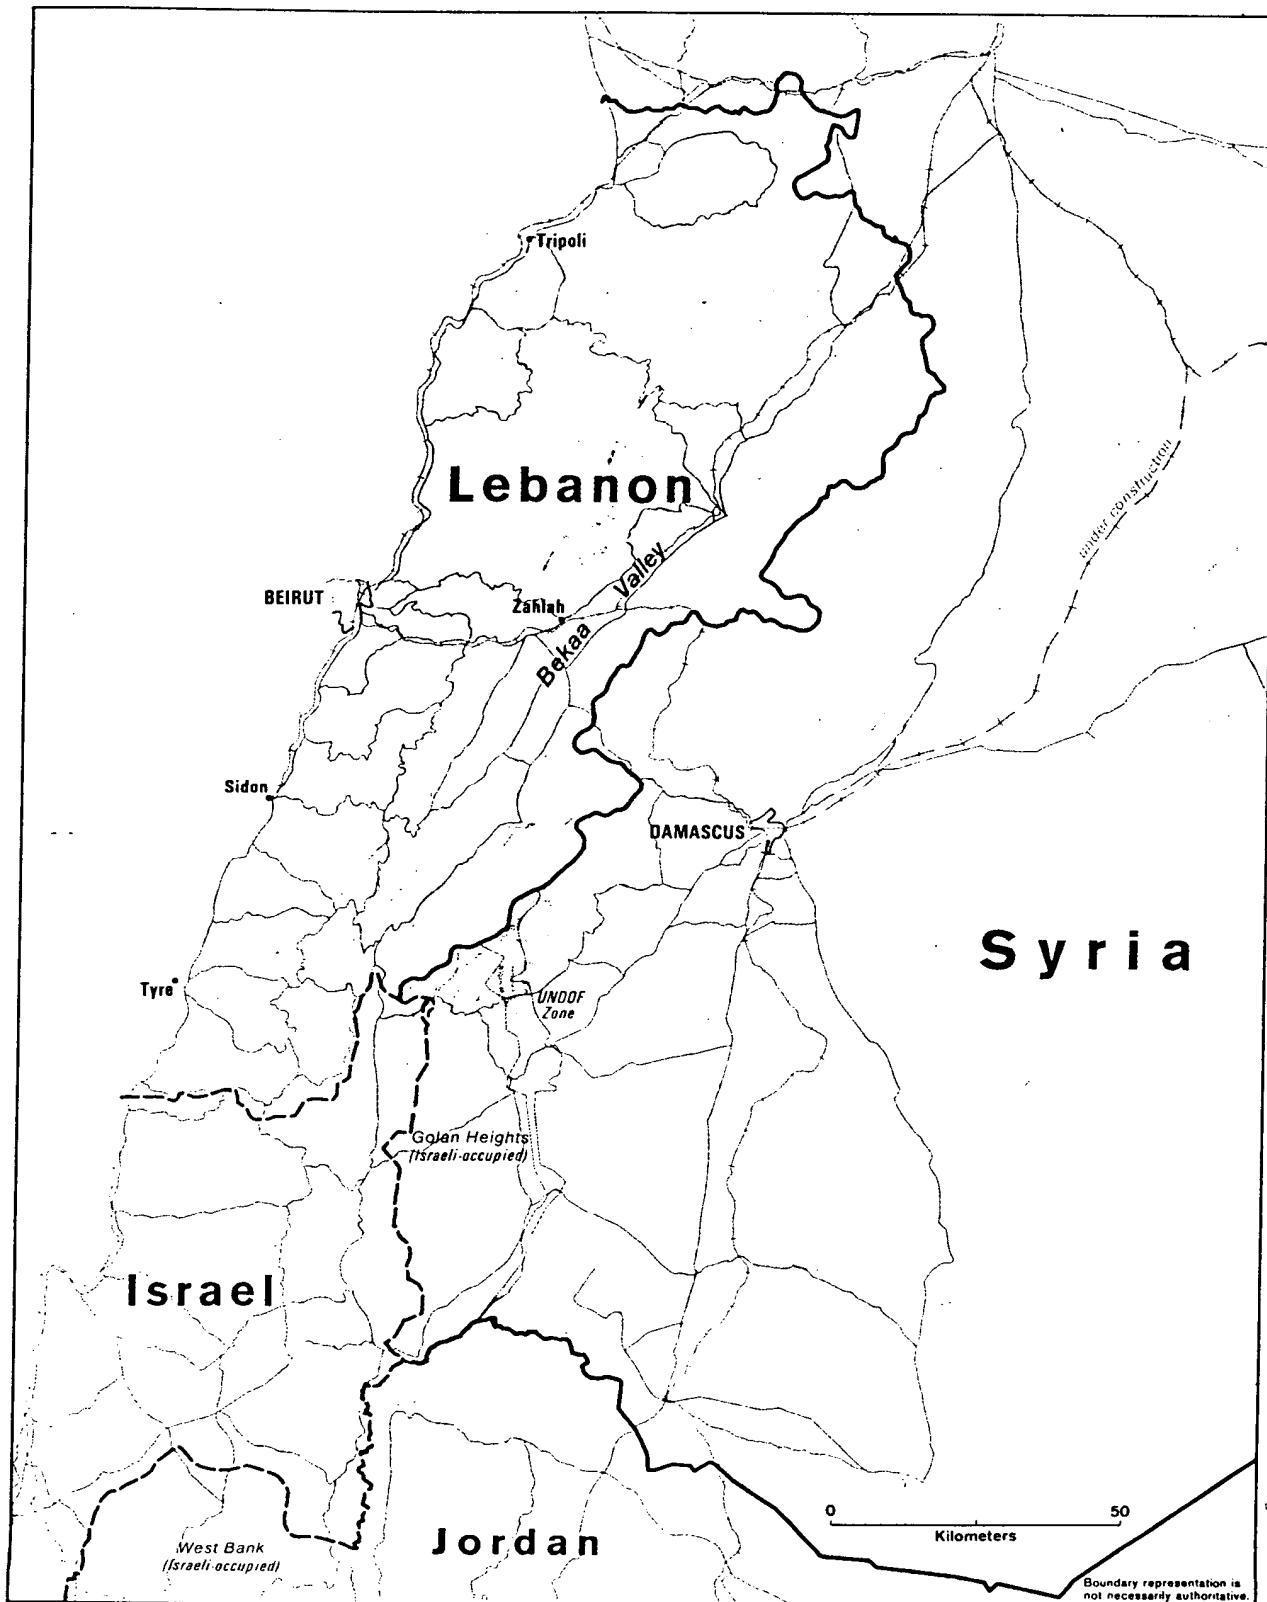 Tripoli
Lebanon
under construction
BEIRUT
Zahlah
Bekaa Valley
Sidon
DAMASCUS
Syria
Tyre
UNDOF
Zone
Golan Heights
(Israeli-occupied)
Israel
0 50
Kilometers
Jordan
West Bank
(Israeli-occupied)
Boundary representation is
not necessarily authoritative.